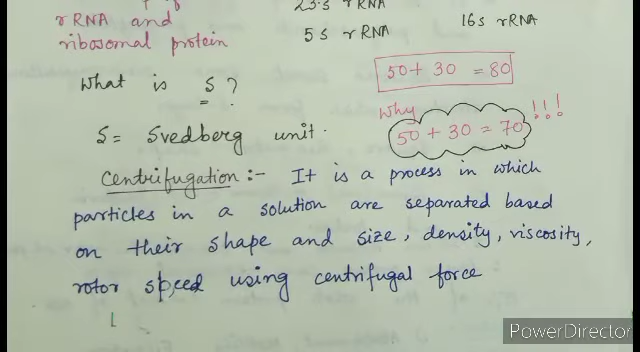 rRNA and
23.s rRNA
ribosomal protein
5s rRNA
16s rRNA
What is s ?
50 + 30 = 80
Why
50 + 30 = 70 !!!
S = Svedberg unit.
Centrifugation :- It is a process in which
particles in a solution are separated based
on their shape and size, density, viscosity,
rotor speed using centrifugal force
PowerDirector